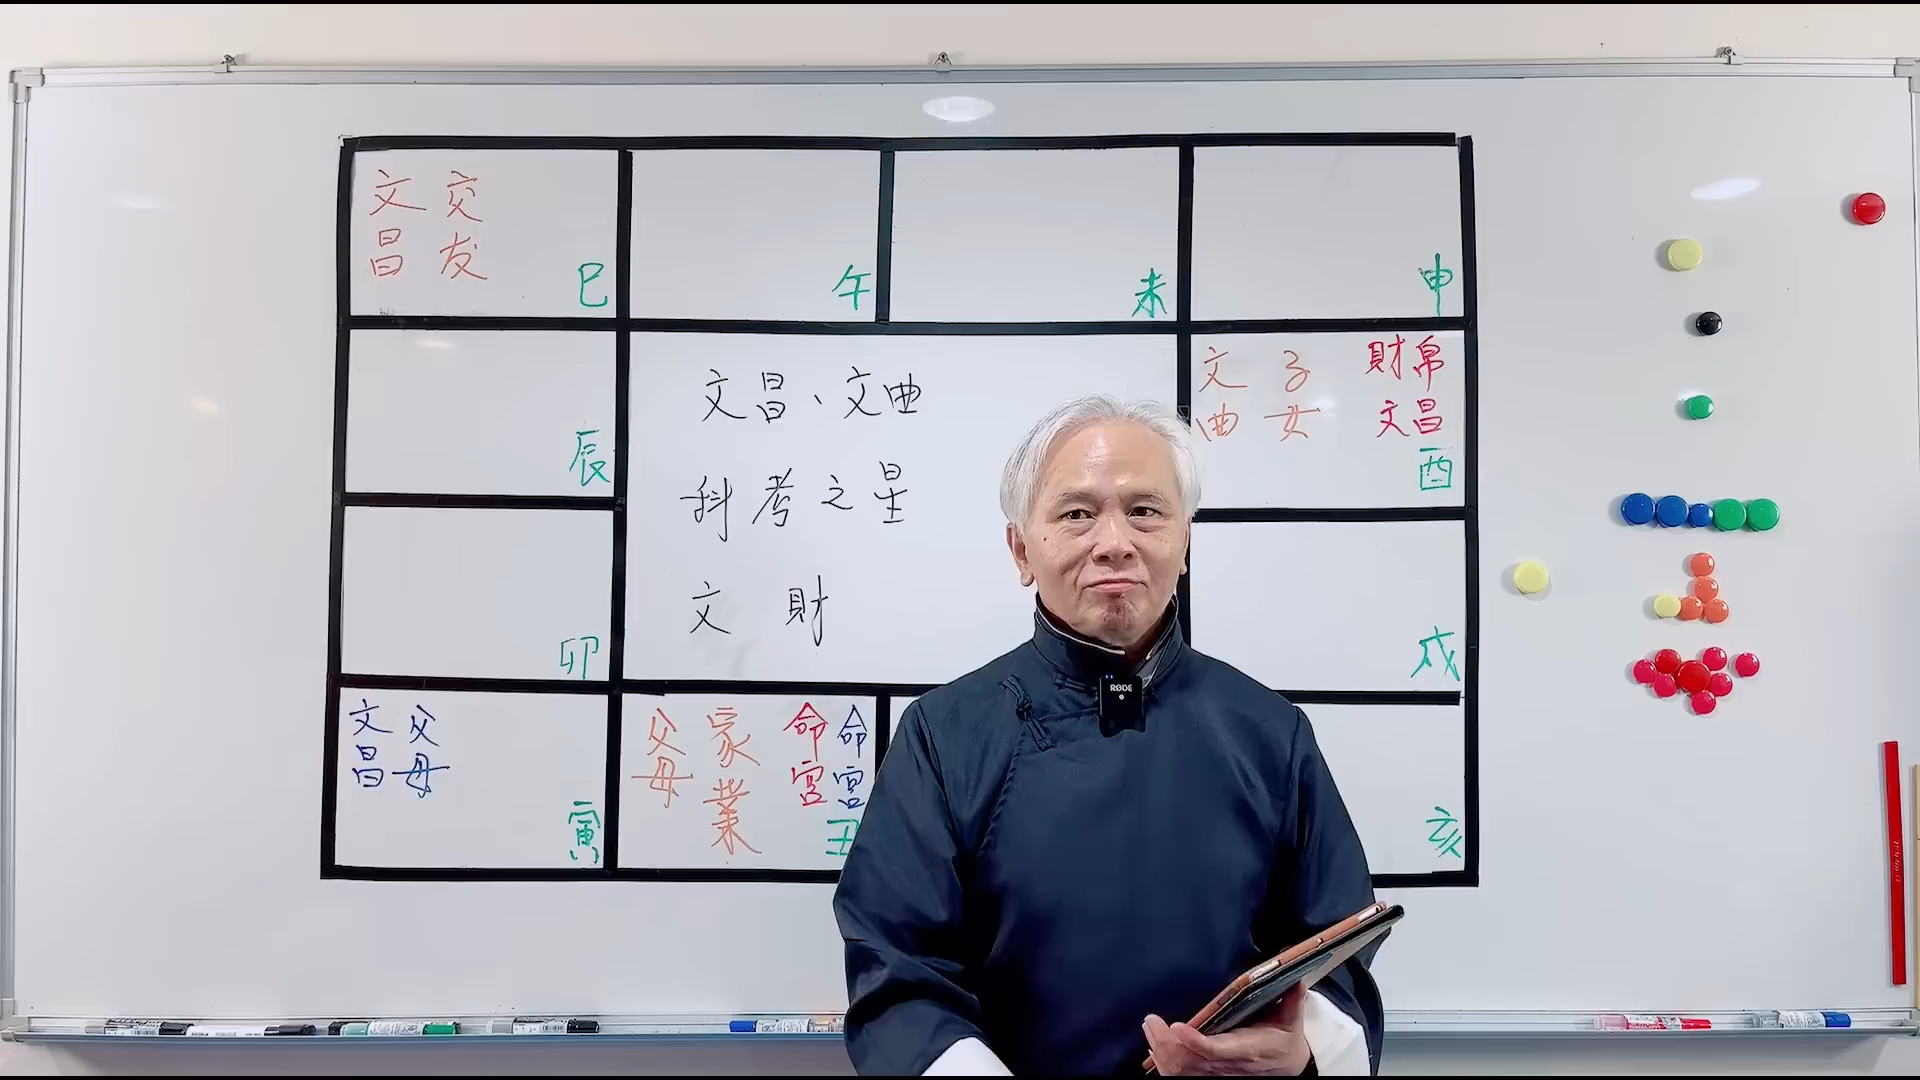 文昌 交友 巳
午
未
申
辰
文昌、文曲
科考之星
文財
文曲 子女 財帛 文昌 酉
卯
戌
文昌 父母 寅
父母 家業 命宮 命宮 丑
亥
RØDE